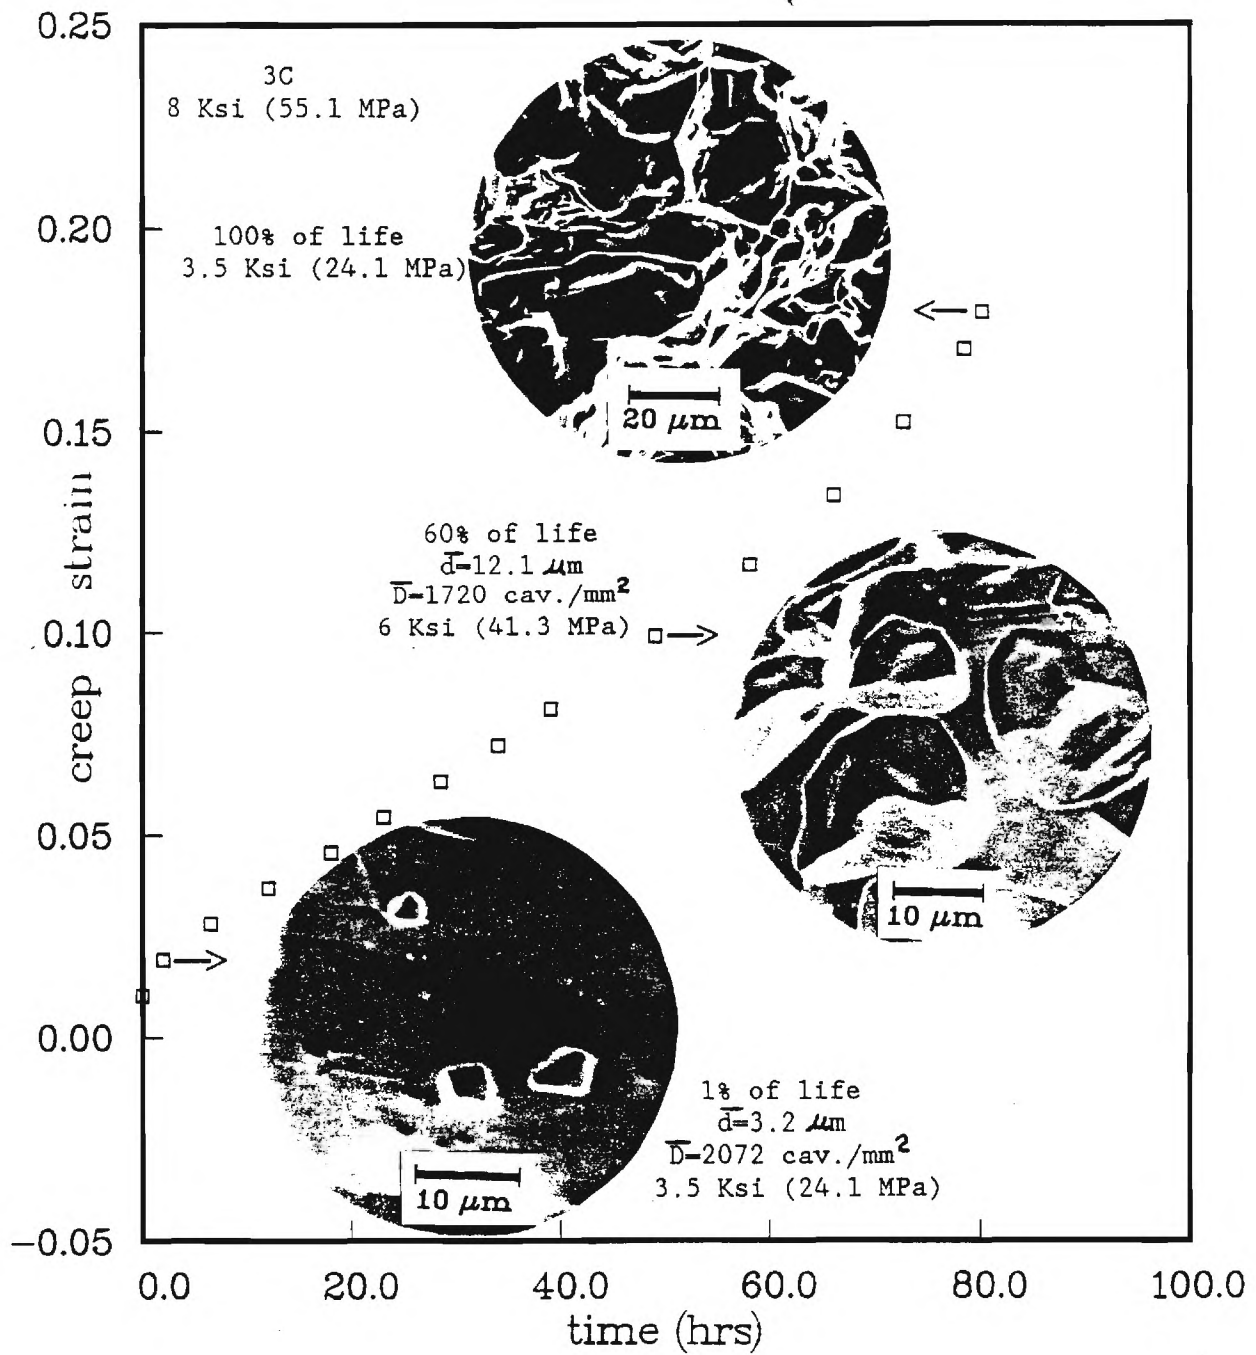 0.25
3C
8 Ksi (55.1 MPa)
0.20
100% of life
3.5 Ksi (24.1 MPa)
20 μm
0.15
60% of life
d̅=12.1 μm
D̅=1720 cav./mm²
6 Ksi (41.3 MPa)
0.10
creep strain
10 μm
0.05
0.00
1% of life
d̅=3.2 μm
D̅=2072 cav./mm²
3.5 Ksi (24.1 MPa)
10 μm
−0.05
0.0 20.0 40.0 60.0 80.0 100.0
time (hrs)